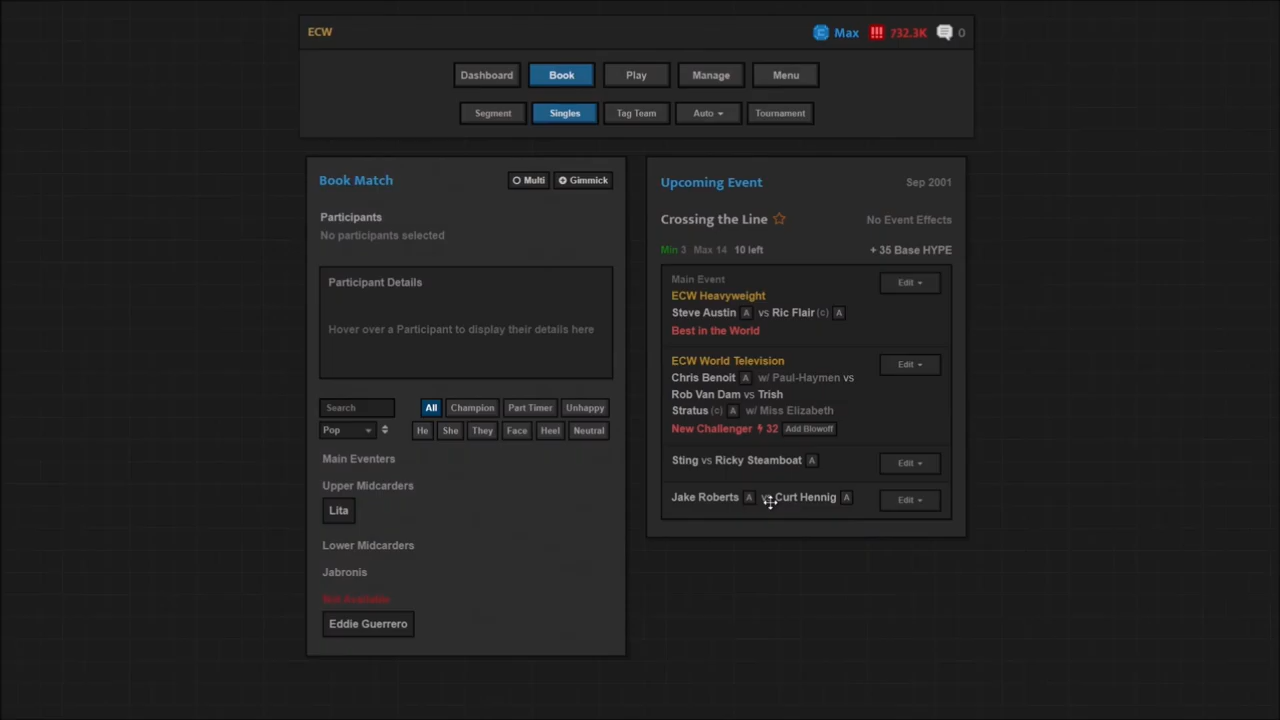 ECW
Max 732.3K 0
Dashboard Book Play Manage Menu
Segment Singles Tag Team Auto Tournament
Book Match Multi Gimmick
Participants
No participants selected
Participant Details
Hover over a Participant to display their details here
Search All Champion Part Timer Unhappy
Pop He She They Face Heel Neutral
Main Eventers
Upper Midcarders
Lita
Lower Midcarders
Jabronis
Not Available
Eddie Guerrero
Upcoming Event Sep 2001
Crossing the Line No Event Effects
Min 3 Max 14 10 left + 35 Base HYPE
Main Event Edit
ECW Heavyweight
Steve Austin A vs Ric Flair (c) A
Best in the World
ECW World Television Edit
Chris Benoit A w/ Paul-Haymen vs
Rob Van Dam vs Trish
Stratus (c) A w/ Miss Elizabeth
New Challenger 32 Add Blowoff
Sting vs Ricky Steamboat A Edit
Jake Roberts A vs Curt Hennig A Edit